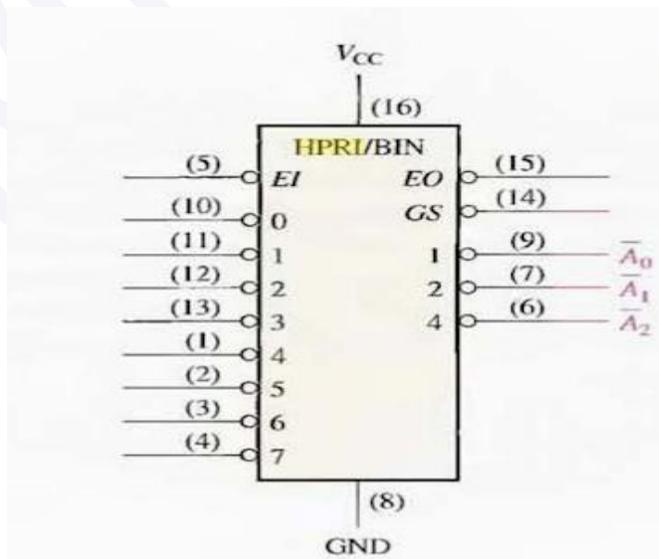 V_CC
(16)
HPRI/BIN
(5) EI EO (15)
(10) 0 GS (14)
(11) 1 1 (9) A̅₀
(12) 2 2 (7) A̅₁
(13) 3 4 (6) A̅₂
(1) 4
(2) 5
(3) 6
(4) 7
(8)
GND